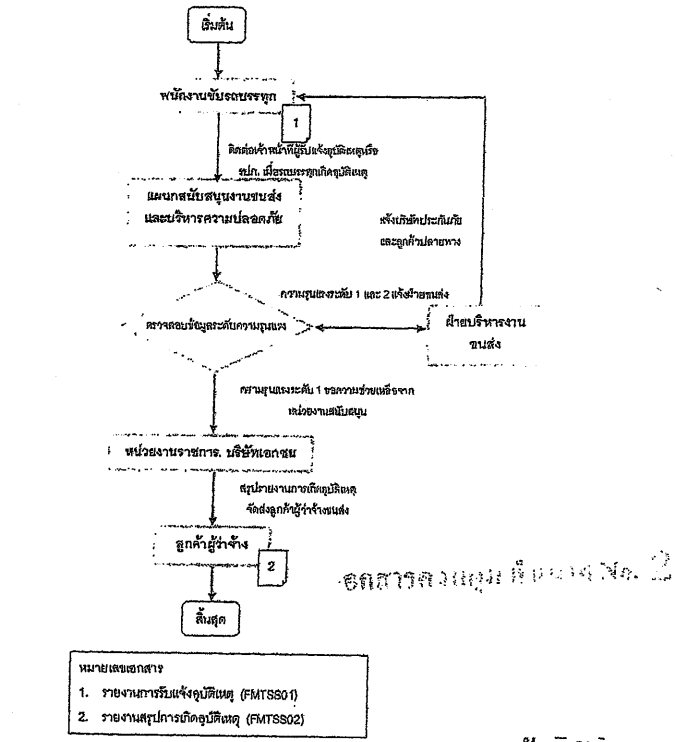 เริ่มต้น
พนักงานขับรถบรรทุก
1
ติดต่อเจ้าหน้าที่ผู้รับแจ้งอุบัติเหตุหรือ
จปภ. เมื่อรถบรรทุกเกิดอุบัติเหตุ
แผนกสนับสนุนงานขนส่ง
และบริหารความปลอดภัย
แจ้งบริษัทประกันภัย
และลูกค้าปลายทาง
ความรุนแรงระดับ 1 และ 2 แจ้งฝ่ายขนส่ง
ตรวจสอบข้อมูลระดับความรุนแรง
ฝ่ายบริหารงาน
ขนส่ง
ความรุนแรงระดับ 1 ขอความช่วยเหลือจาก
หน่วยงานสนับสนุน
หน่วยงานราชการ. บริษัทเอกชน
สรุปรายงานการเกิดอุบัติเหตุ
จัดส่งลูกค้าผู้ว่าจ้างขนส่ง
ลูกค้าผู้ว่าจ้าง
2
เอกสารควบคุม No. 2
สิ้นสุด
หมายเลขเอกสาร
1. รายงานการรับแจ้งอุบัติเหตุ (FMTSS01)
2. รายงานสรุปการเกิดอุบัติเหตุ (FMTSS02)